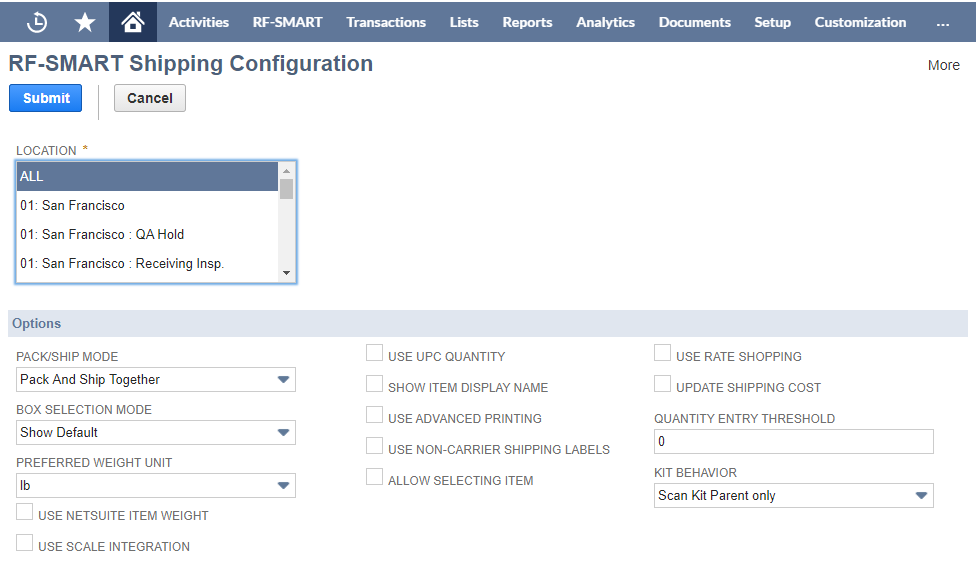 Activities RF-SMART Transactions Lists Reports Analytics Documents Setup Customization ...
RF-SMART Shipping Configuration
More
Submit Cancel
LOCATION *
ALL
01: San Francisco
01: San Francisco : QA Hold
01: San Francisco : Receiving Insp.
Options
PACK/SHIP MODE
Pack And Ship Together
BOX SELECTION MODE
Show Default
PREFERRED WEIGHT UNIT
lb
USE NETSUITE ITEM WEIGHT
USE SCALE INTEGRATION
USE UPC QUANTITY
SHOW ITEM DISPLAY NAME
USE ADVANCED PRINTING
USE NON-CARRIER SHIPPING LABELS
ALLOW SELECTING ITEM
USE RATE SHOPPING
UPDATE SHIPPING COST
QUANTITY ENTRY THRESHOLD
0
KIT BEHAVIOR
Scan Kit Parent only